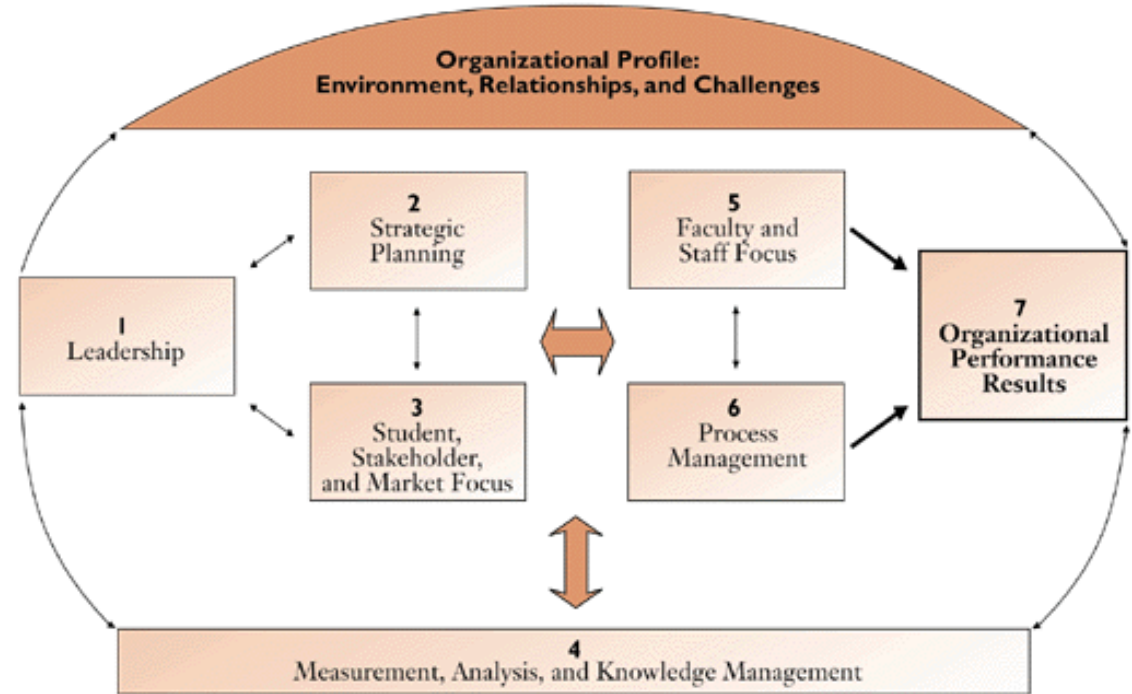 Organizational Profile:
Environment, Relationships, and Challenges
2
Strategic
Planning
5
Faculty and
Staff Focus
1
Leadership
7
Organizational
Performance
Results
3
Student,
Stakeholder,
and Market Focus
6
Process
Management
4
Measurement, Analysis, and Knowledge Management